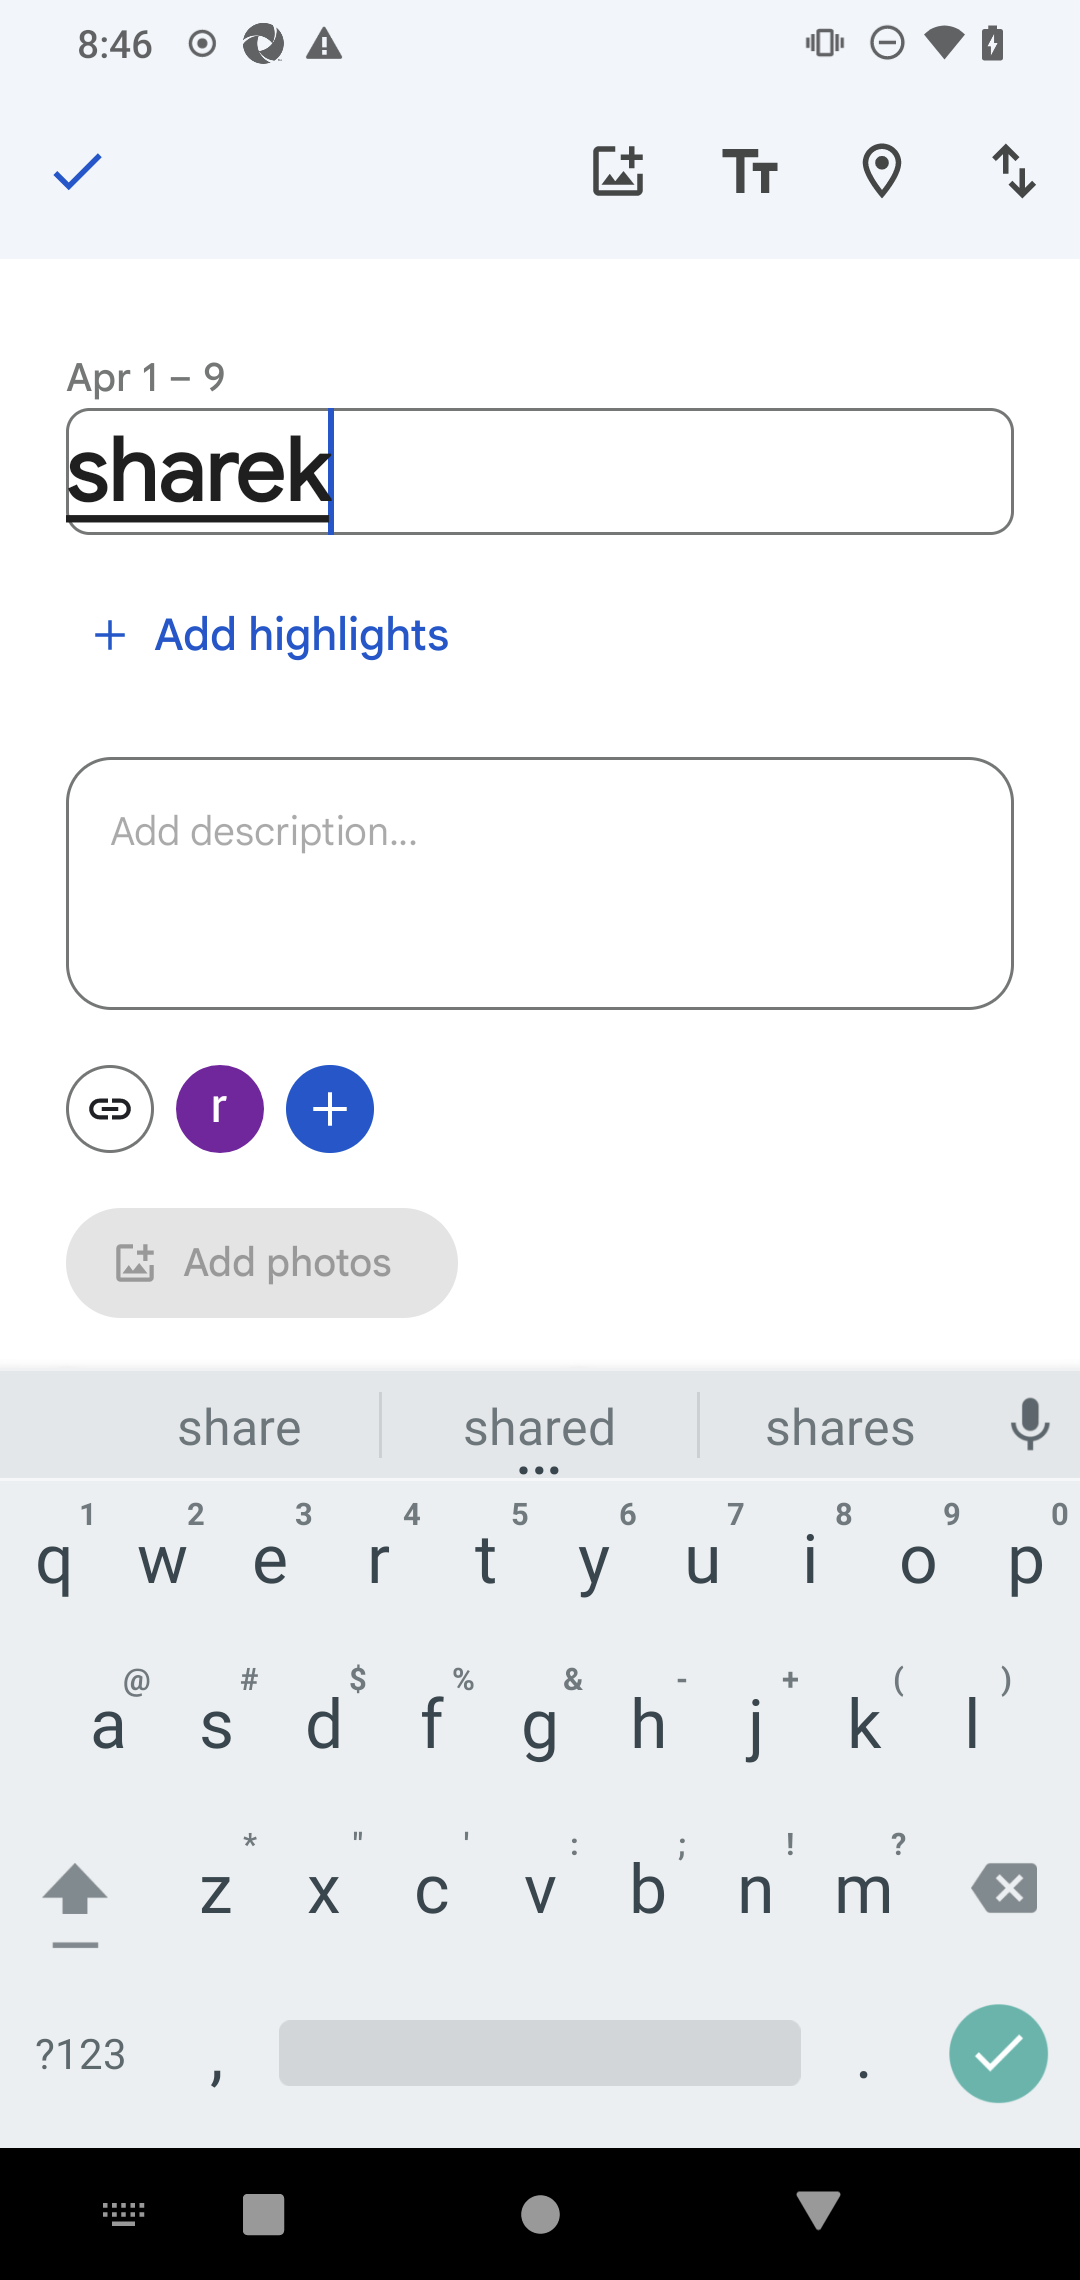 8:46
Apr 1 – 9
sharek
+ Add highlights
Add description...
r
Add photos
share shared shares
1 2 3 4 5 6 7 8 9 0
q w e r t y u i o p
@ # $ % & - + ( )
a s d f g h j k l
* " ' : ; ! ?
z x c v b n m
?123 , .